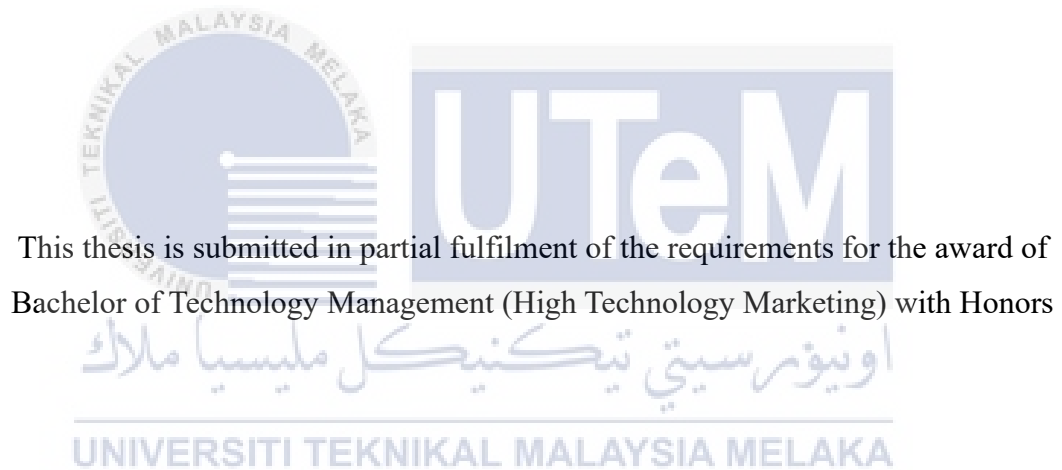 UNIVERSITI TEKNIKAL MALAYSIA MELAKA
UTeM
This thesis is submitted in partial fulfilment of the requirements for the award of
Bachelor of Technology Management (High Technology Marketing) with Honors
اونيۏرسيتي تيكنيكل مليسيا ملاك
UNIVERSITI TEKNIKAL MALAYSIA MELAKA